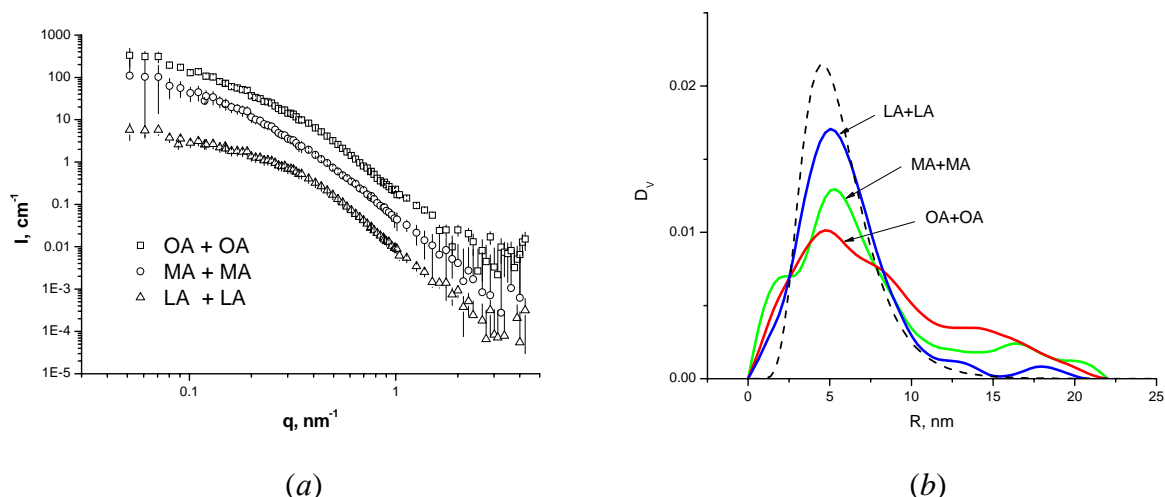 1000
100
10
1
0.1
0.01
1E-3
1E-4
1E-5
I, cm⁻¹
OA + OA
MA + MA
LA + LA
0.1 1
q, nm⁻¹
(a)
0.02
0.01
0.00
D_V
LA+LA
MA+MA
OA+OA
0 5 10 15 20 25
R, nm
(b)